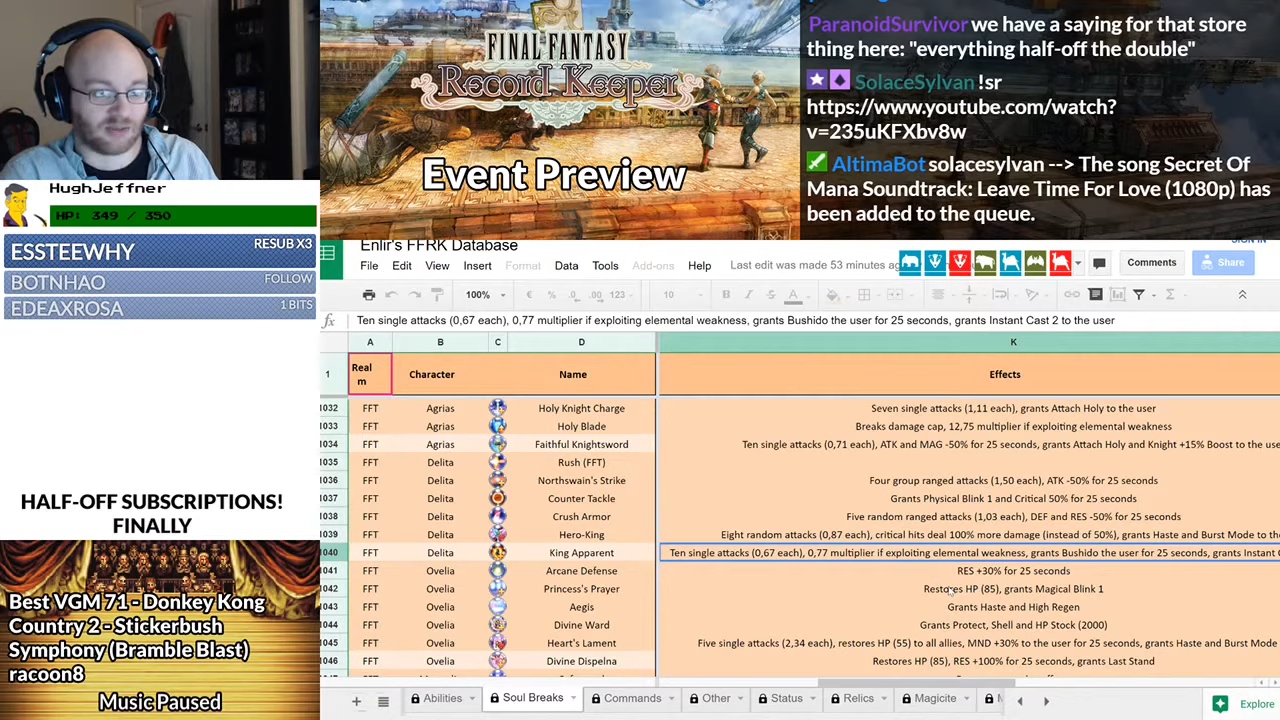 HughJeffner
HP: 349 / 350
ESSTEEWHY
RESUB X3
BOTNHAO
FOLLOW
EDEAXROSA
1 BITS
HALF-OFF SUBSCRIPTIONS!
FINALLY
Best VGM 71 - Donkey Kong
Country 2 - Stickerbush
Symphony (Bramble Blast)
racoon8
Music Paused
FINAL FANTASY
Record Keeper
Event Preview
ParanoidSurvivor we have a saying for that store
thing here: "everything half-off the double"
SolaceSylvan !sr
https://www.youtube.com/watch?
v=235uKFXbv8w
AltimaBot solacesylvan --> The song Secret Of
Mana Soundtrack: Leave Time For Love (1080p) has
been added to the queue.
Enlir's FFRK Database
SIGN IN
File Edit View Insert Format Data Tools Add-ons Help Last edit was made 53 minutes ag
Comments
Share
100% € % .0 .00 123 10 B I S A Σ
fx Ten single attacks (0,67 each), 0,77 multiplier if exploiting elemental weakness, grants Bushido the user for 25 seconds, grants Instant Cast 2 to the user
A B C D K
1 Real
m Character Name Effects
1032 FFT Agrias Holy Knight Charge Seven single attacks (1,11 each), grants Attach Holy to the user
1033 FFT Agrias Holy Blade Breaks damage cap, 12,75 multiplier if exploiting elemental weakness
1034 FFT Agrias Faithful Knightsword Ten single attacks (0,71 each), ATK and MAG -50% for 25 seconds, grants Attach Holy and Knight +15% Boost to the use
1035 FFT Delita Rush (FFT)
1036 FFT Delita Northswain's Strike Four group ranged attacks (1,50 each), ATK -50% for 25 seconds
1037 FFT Delita Counter Tackle Grants Physical Blink 1 and Critical 50% for 25 seconds
1038 FFT Delita Crush Armor Five random ranged attacks (1,03 each), DEF and RES -50% for 25 seconds
1039 FFT Delita Hero-King Eight random attacks (0,87 each), critical hits deal 100% more damage (instead of 50%), grants Haste and Burst Mode to the
1040 FFT Delita King Apparent Ten single attacks (0,67 each), 0,77 multiplier if exploiting elemental weakness, grants Bushido the user for 25 seconds, grants Instant C
1041 FFT Ovelia Arcane Defense RES +30% for 25 seconds
1042 FFT Ovelia Princess's Prayer Restores HP (85), grants Magical Blink 1
1043 FFT Ovelia Aegis Grants Haste and High Regen
1044 FFT Ovelia Divine Ward Grants Protect, Shell and HP Stock (2000)
1045 FFT Ovelia Heart's Lament Five single attacks (2,34 each), restores HP (55) to all allies, MND +30% to the user for 25 seconds, grants Haste and Burst Mode
1046 FFT Ovelia Divine Dispelna Restores HP (85), RES +100% for 25 seconds, grants Last Stand
Abilities Soul Breaks Commands Other Status Relics Magicite M
Explore